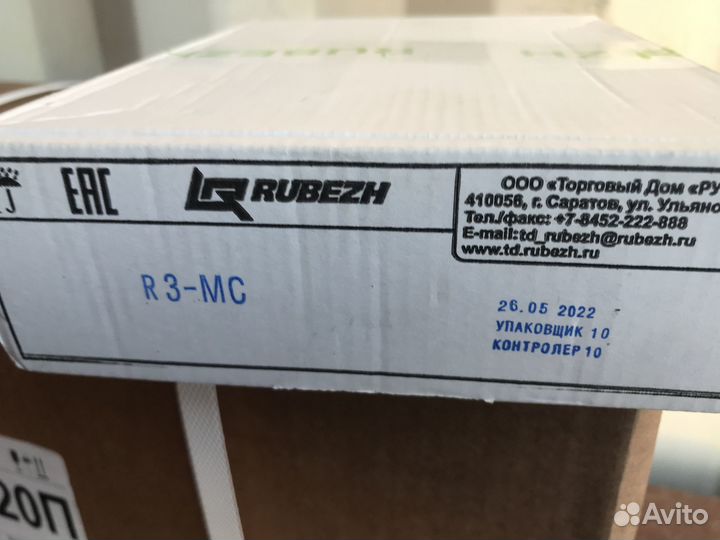 EAC
RUBEZH
ООО «Торговый Дом «РУ
410056, г. Саратов, ул. Ульяно
Тел./факс: +7-8452-222-888
E-mail:td_rubezh@rubezh.ru
www.td.rubezh.ru
R3-МС
26.05 2022
УПАКОВЩИК 10
КОНТРОЛЕР 10
20П
Avito